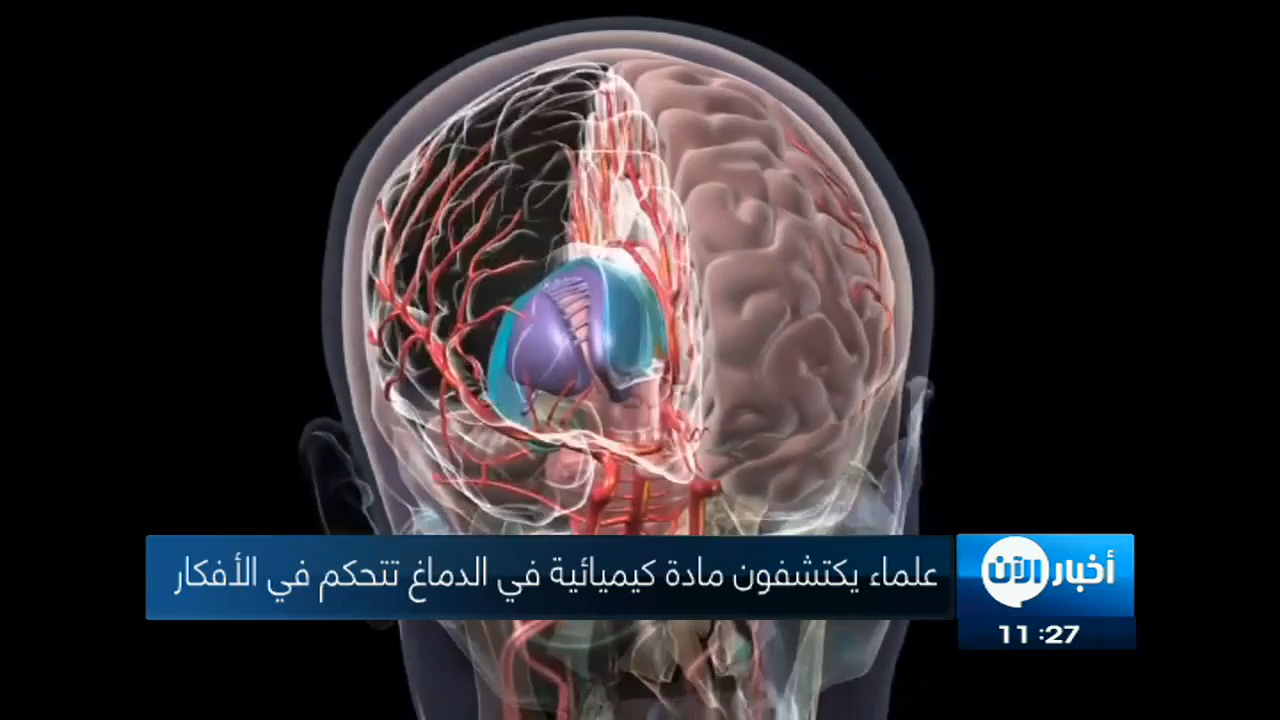 علماء يكتشفون مادة كيميائية في الدماغ تتحكم في الأفكار
أخبار الآن
11:27